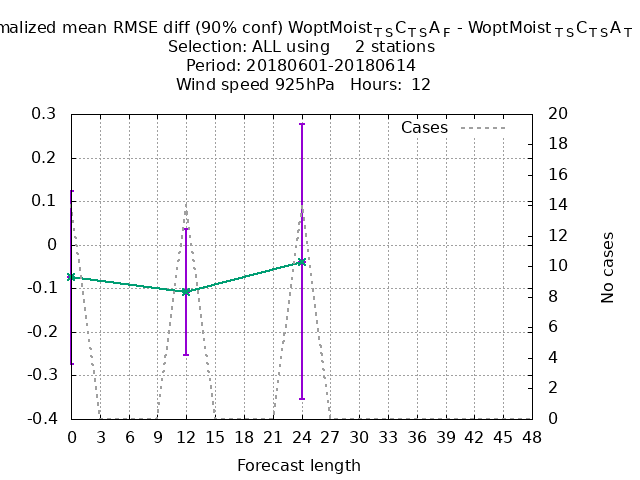 malized mean RMSE diff (90% conf) WoptMoistTSCTSAF - WoptMoistTSCTSAT
Selection: ALL using 2 stations
Period: 20180601-20180614
Wind speed 925hPa Hours: 12
Cases
0.3
0.2
0.1
0
-0.1
-0.2
-0.3
-0.4
20
18
16
14
12
10
8
6
4
2
0
No cases
0 3 6 9 12 15 18 21 24 27 30 33 36 39 42 45 48
Forecast length